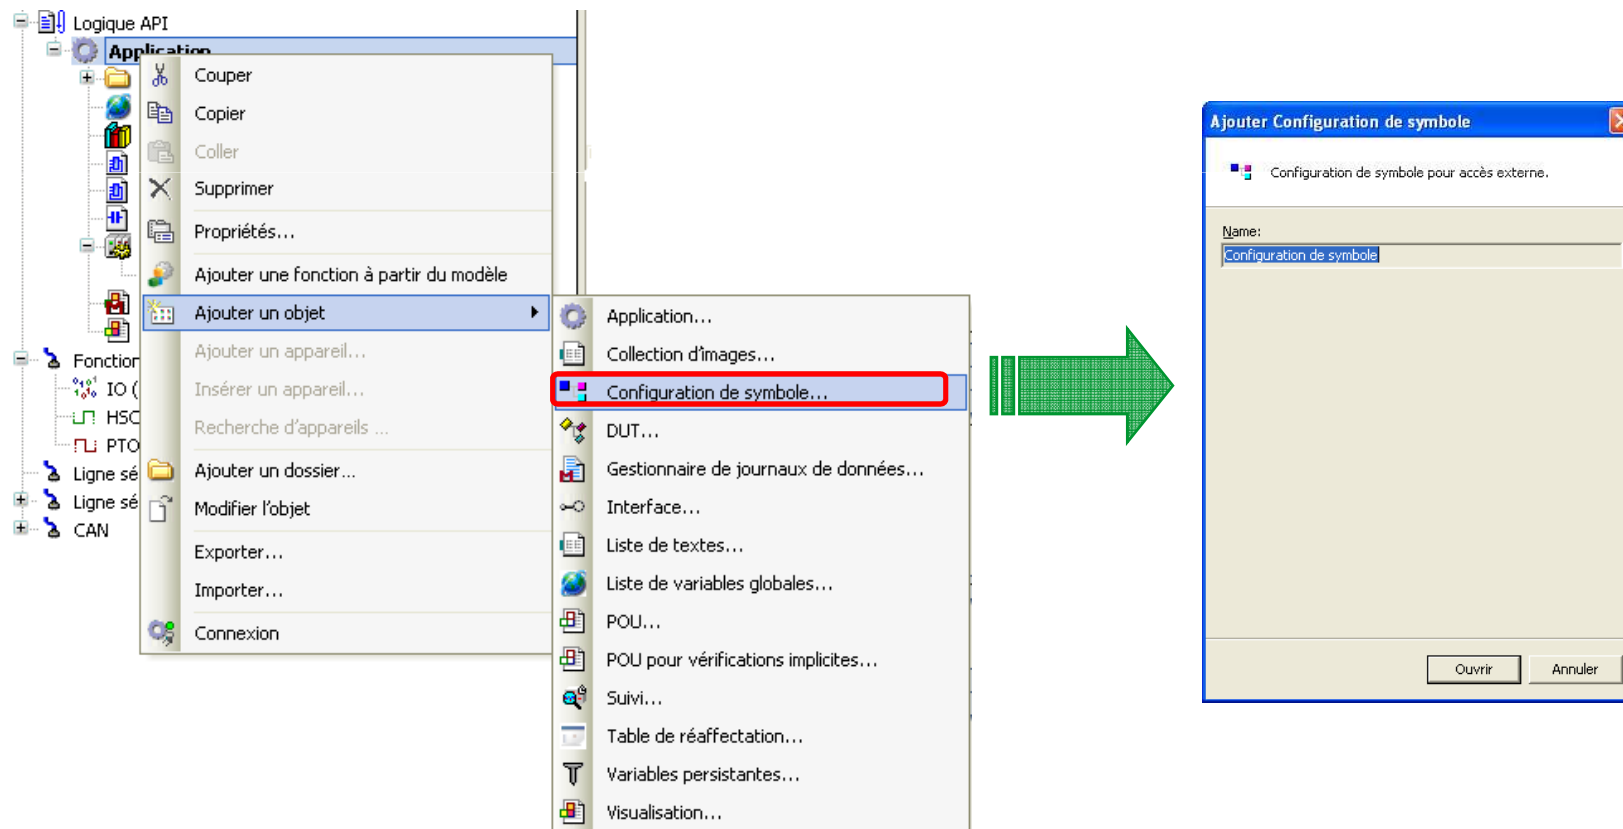 Logique API
Application
Couper
Copier
Coller
Supprimer
Propriétés...
Ajouter une fonction à partir du modèle
Ajouter un objet
Ajouter un appareil...
Insérer un appareil...
Recherche d'appareils ...
Ajouter un dossier...
Modifier l'objet
Exporter...
Importer...
Connexion
Fonction
IO (
HSC
PTO
Ligne sé
Ligne sé
CAN
Application...
Collection d'images...
Configuration de symbole...
DUT...
Gestionnaire de journaux de données...
Interface...
Liste de textes...
Liste de variables globales...
POU...
POU pour vérifications implicites...
Suivi...
Table de réaffectation...
Variables persistantes...
Visualisation...
Ajouter Configuration de symbole
Configuration de symbole pour accès externe.
Name:
Configuration de symbole
Ouvrir
Annuler